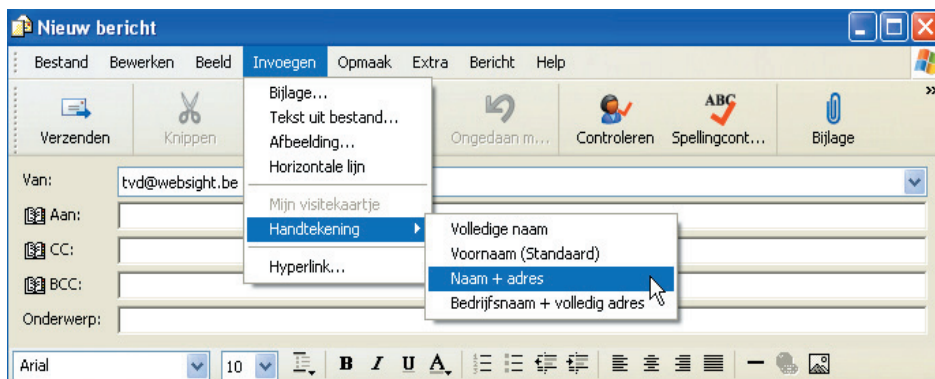 Nieuw bericht
Bestand Bewerken Beeld Invoegen Opmaak Extra Bericht Help
Verzenden Knippen Ongedaan m... Controleren Spellingcont... Bijlage
ABC
Bijlage...
Tekst uit bestand...
Afbeelding...
Horizontale lijn
Mijn visitekaartje
Handtekening
Hyperlink...
Volledige naam
Voornaam (Standaard)
Naam + adres
Bedrijfsnaam + volledig adres
Van: tvd@websight.be
Aan:
CC:
BCC:
Onderwerp:
Arial 10 B I U A